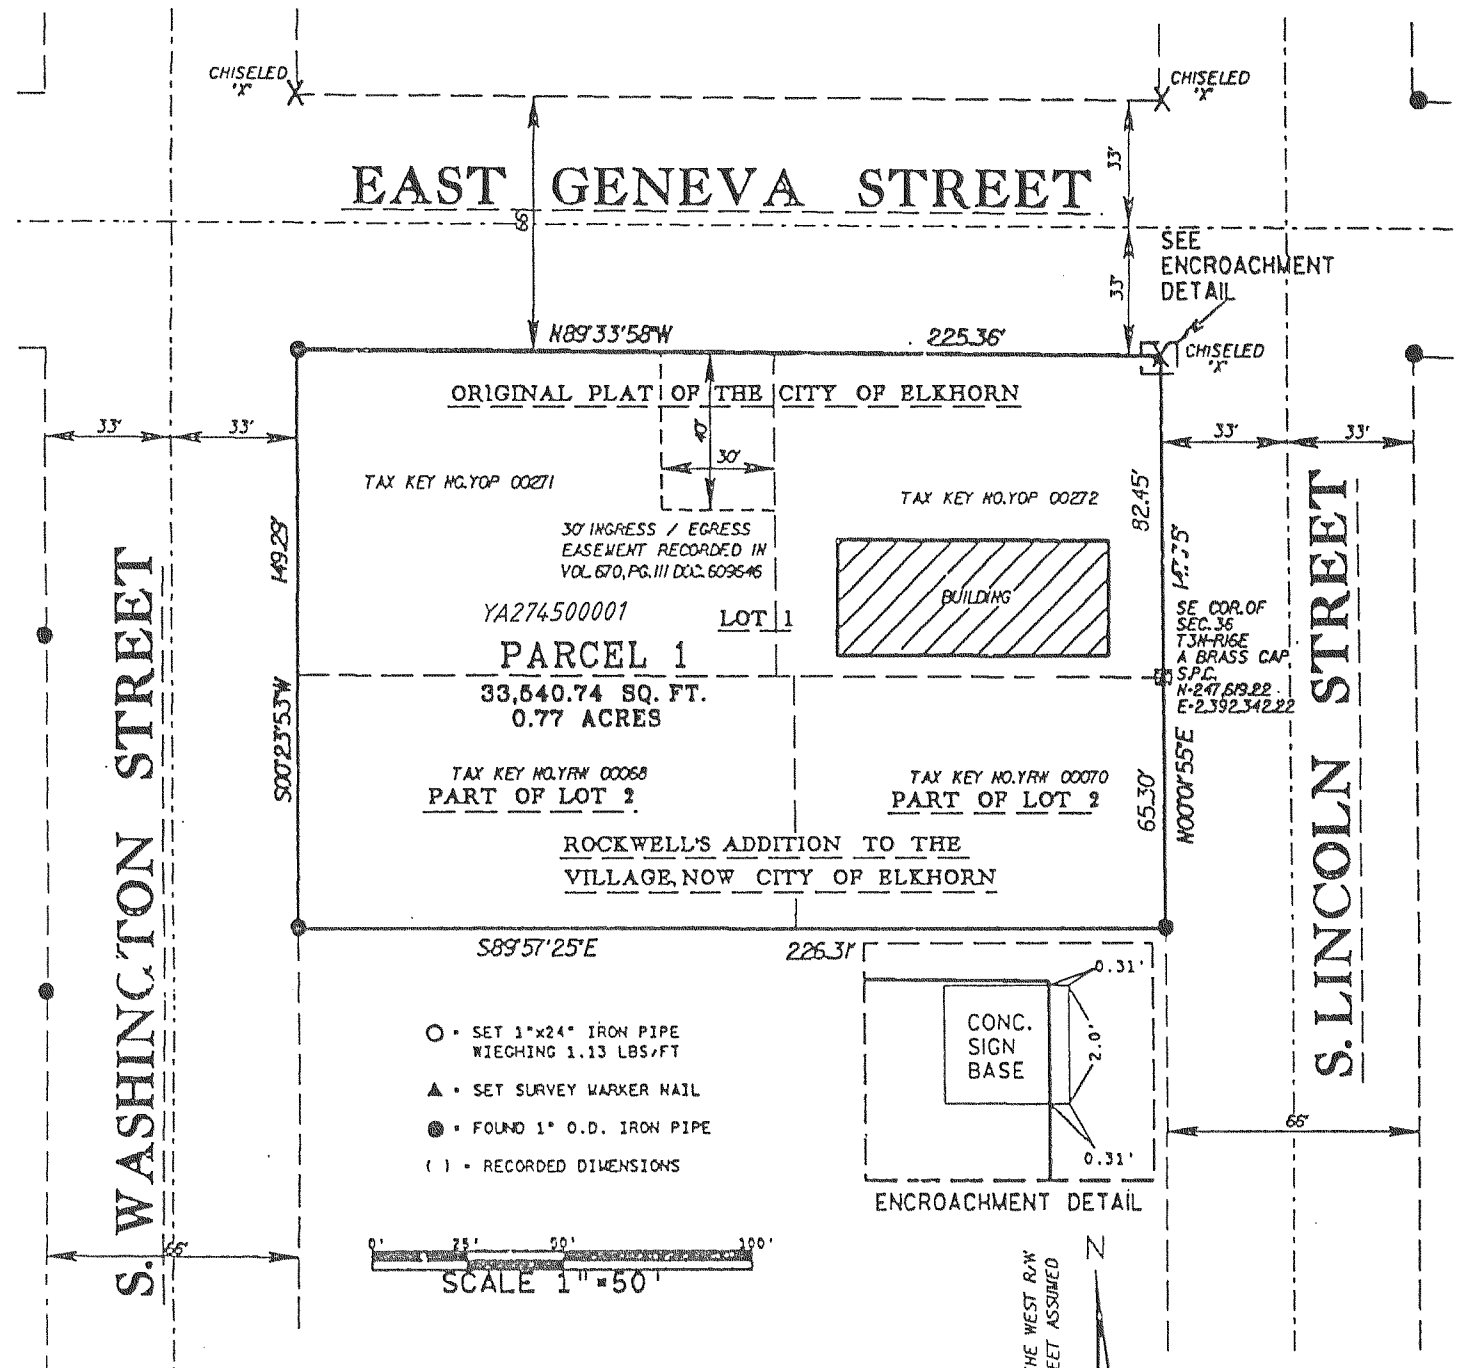 CHISELED
'X'
CHISELED
'X'
EAST GENEVA STREET
66'
33'
33'
SEE
ENCROACHMENT
DETAIL
N89°33'58"W
225.36'
CHISELED
'X'
ORIGINAL PLAT OF THE CITY OF ELKHORN
33'
33'
33'
33'
40'
30'
TAX KEY NO.YOP 00271
TAX KEY NO.YOP 00272
82.45'
149.29'
30' INGRESS / EGRESS
EASEMENT RECORDED IN
VOL. 670, PG. 111 DOC. 609646
BUILDING
YA274500001
LOT 1
PARCEL 1
33,540.74 SQ. FT.
0.77 ACRES
SE COR. OF
SEC. 36
T3N-R16E
A BRASS CAP
S.P.C.
N-247,619.22
E-2,392,342.22
S00°23'53"W
N00°01'55"E
65.30'
TAX KEY NO.YRW 00068
PART OF LOT 2
TAX KEY NO.YRW 00070
PART OF LOT 2
ROCKWELL'S ADDITION TO THE
VILLAGE, NOW CITY OF ELKHORN
S89°57'25"E
226.31'
S. WASHINGTON STREET
S. LINCOLN STREET
O = SET 1"x24" IRON PIPE
WIEGHING 1.13 LBS/FT
▲ = SET SURVEY MARKER NAIL
● = FOUND 1" O.D. IRON PIPE
( ) = RECORDED DIMENSIONS
0.31'
CONC.
SIGN
BASE
2.0'
0.31'
ENCROACHMENT DETAIL
66'
66'
0' 25' 50' 100'
SCALE 1"=50'
N
THE WEST R/W
EET ASSUMED